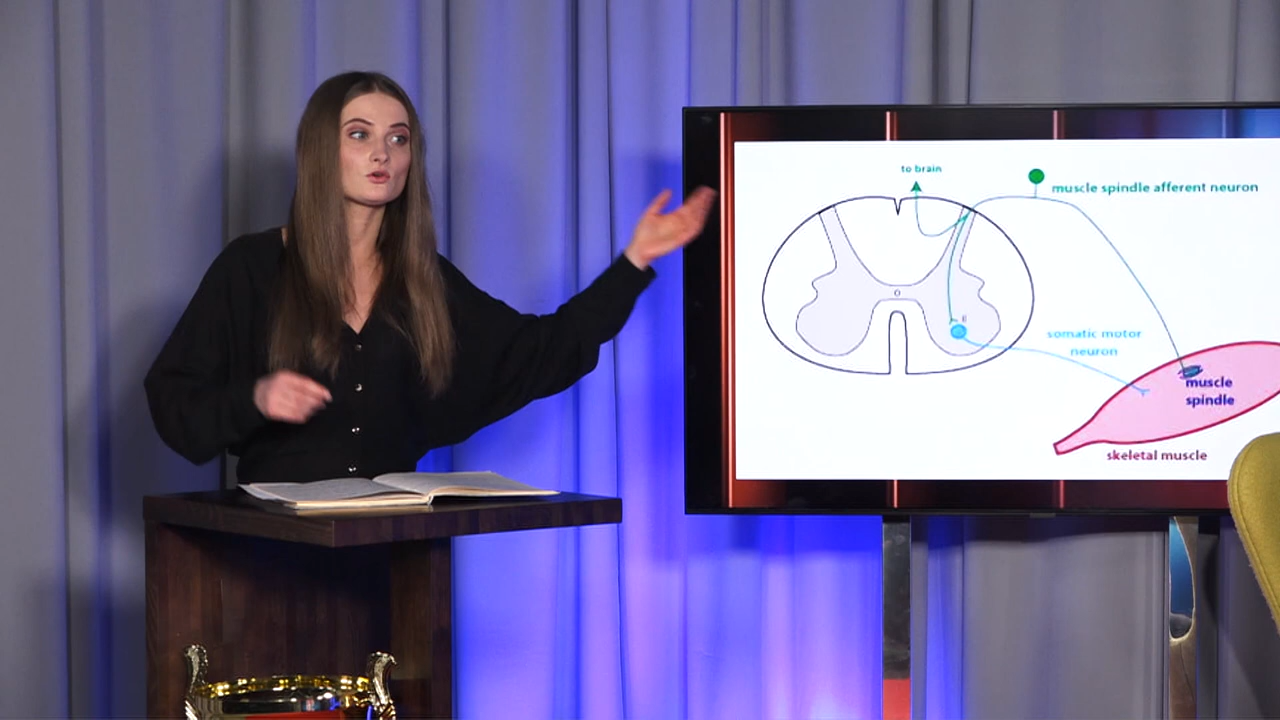 to brain
muscle spindle afferent neuron
somatic motor
neuron
muscle
spindle
skeletal muscle